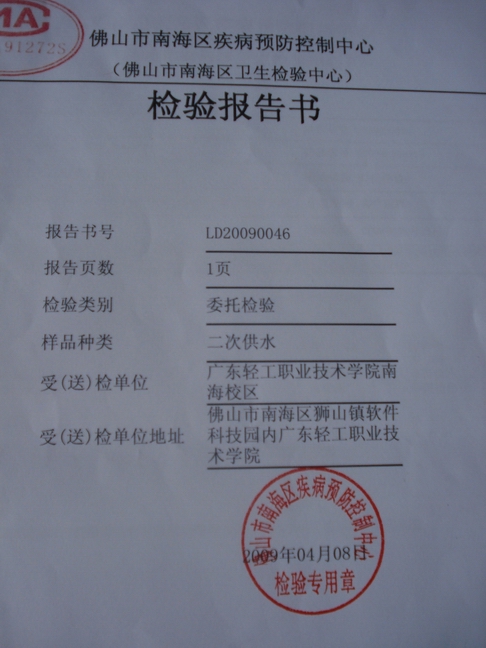 MA
91272S
佛山市南海区疾病预防控制中心
（佛山市南海区卫生检验中心）
检验报告书
报告书号 LD20090046
报告页数 1页
检验类别 委托检验
样品种类 二次供水
受(送)检单位 广东轻工职业技术学院南
海校区
受(送)检单位地址 佛山市南海区狮山镇软件
科技园内广东轻工职业技
术学院
佛山市南海区疾病预防控制中心
2009年04月08日
检验专用章